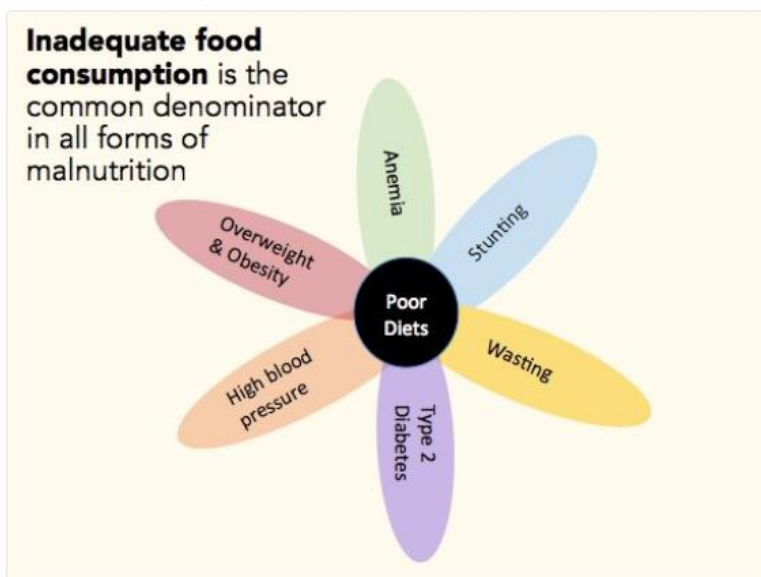 Inadequate food
consumption is the
common denominator
in all forms of
malnutrition
Anemia
Stunting
Wasting
Type 2
Diabetes
High blood
pressure
Overweight
& Obesity
Poor
Diets